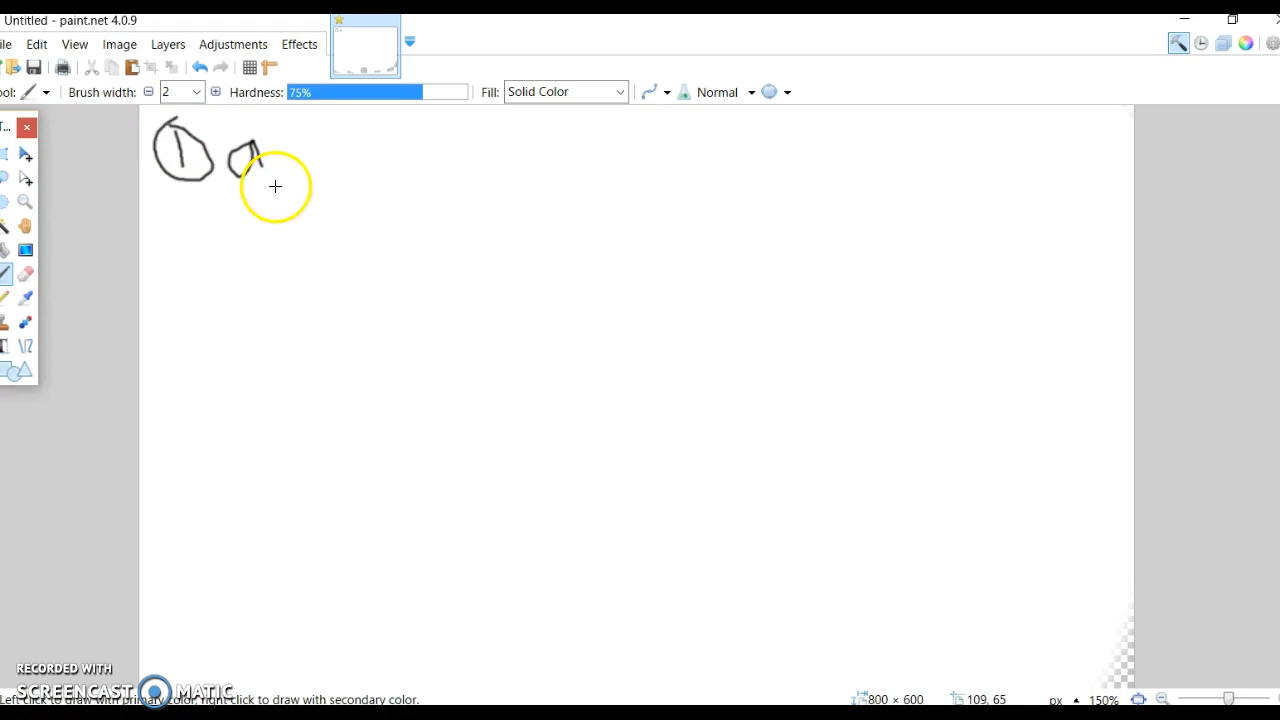 Untitled - paint.net 4.0.9
ile Edit View Image Layers Adjustments Effects
ool: Brush width: 2 Hardness: 75% Fill: Solid Color Normal
T...
① a
RECORDED WITH
SCREENCAST MATIC
Left click to draw with primary color, right click to draw with secondary color. 800 × 600 109, 65 px 150%